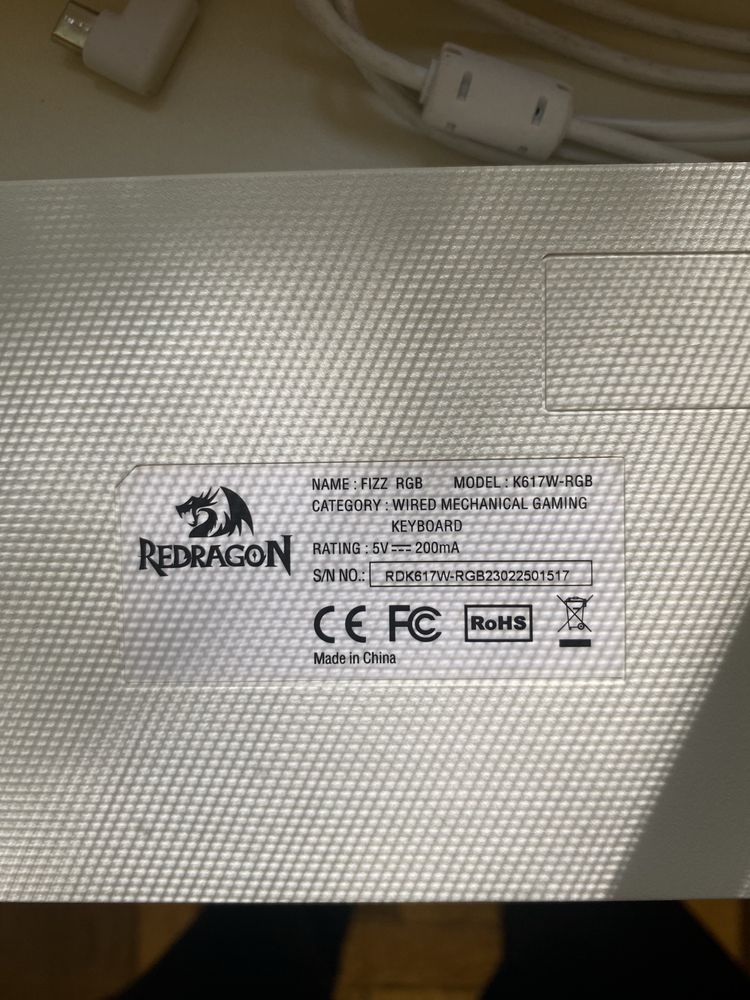 REDRAGON
NAME : FIZZ RGB MODEL : K617W-RGB
CATEGORY : WIRED MECHANICAL GAMING
KEYBOARD
RATING : 5V⎓200mA
S/N NO.: RDK617W-RGB23022501517
CE FC RoHS
Made in China